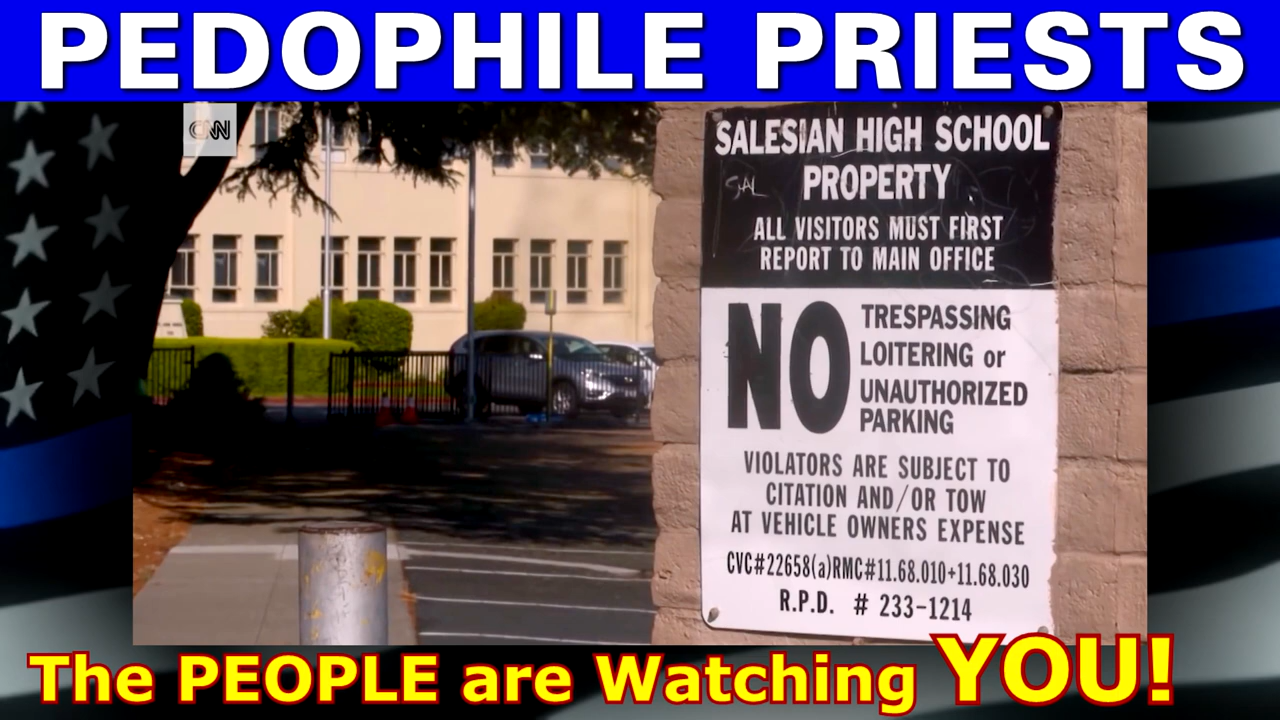 PEDOPHILE PRIESTS
CNN
SALESIAN HIGH SCHOOL
PROPERTY
SAL
ALL VISITORS MUST FIRST
REPORT TO MAIN OFFICE
NO
TRESPASSING
LOITERING or
UNAUTHORIZED
PARKING
VIOLATORS ARE SUBJECT TO
CITATION AND/OR TOW
AT VEHICLE OWNERS EXPENSE
CVC#22658(a)RMC#11.68.010+11.68.030
R.P.D. # 233-1214
The PEOPLE are Watching YOU!